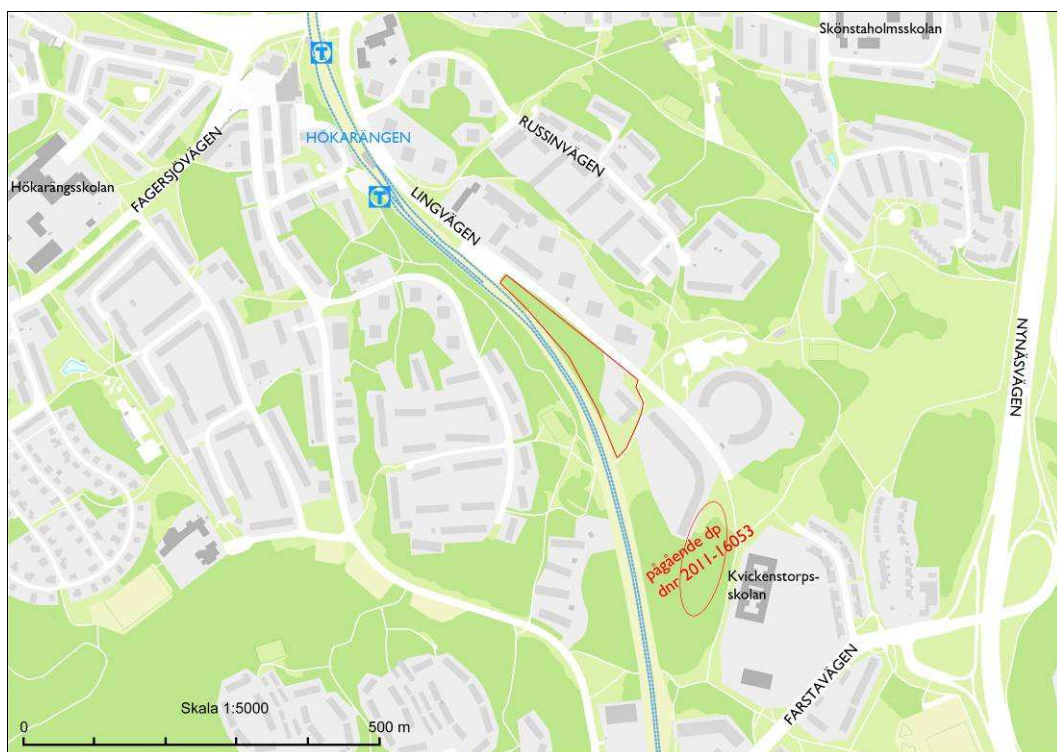 Skönstaholmsskolan
T
HÖKARÄNGEN
RUSSINVÄGEN
FAGERSJÖVÄGEN
Hökarängsskolan
T
LINGVÄGEN
NYNÄSVÄGEN
pågående dp
dnr 2011-16053
Kvickenstorps-
skolan
FARSTAVÄGEN
Skala 1:5000
0
500 m